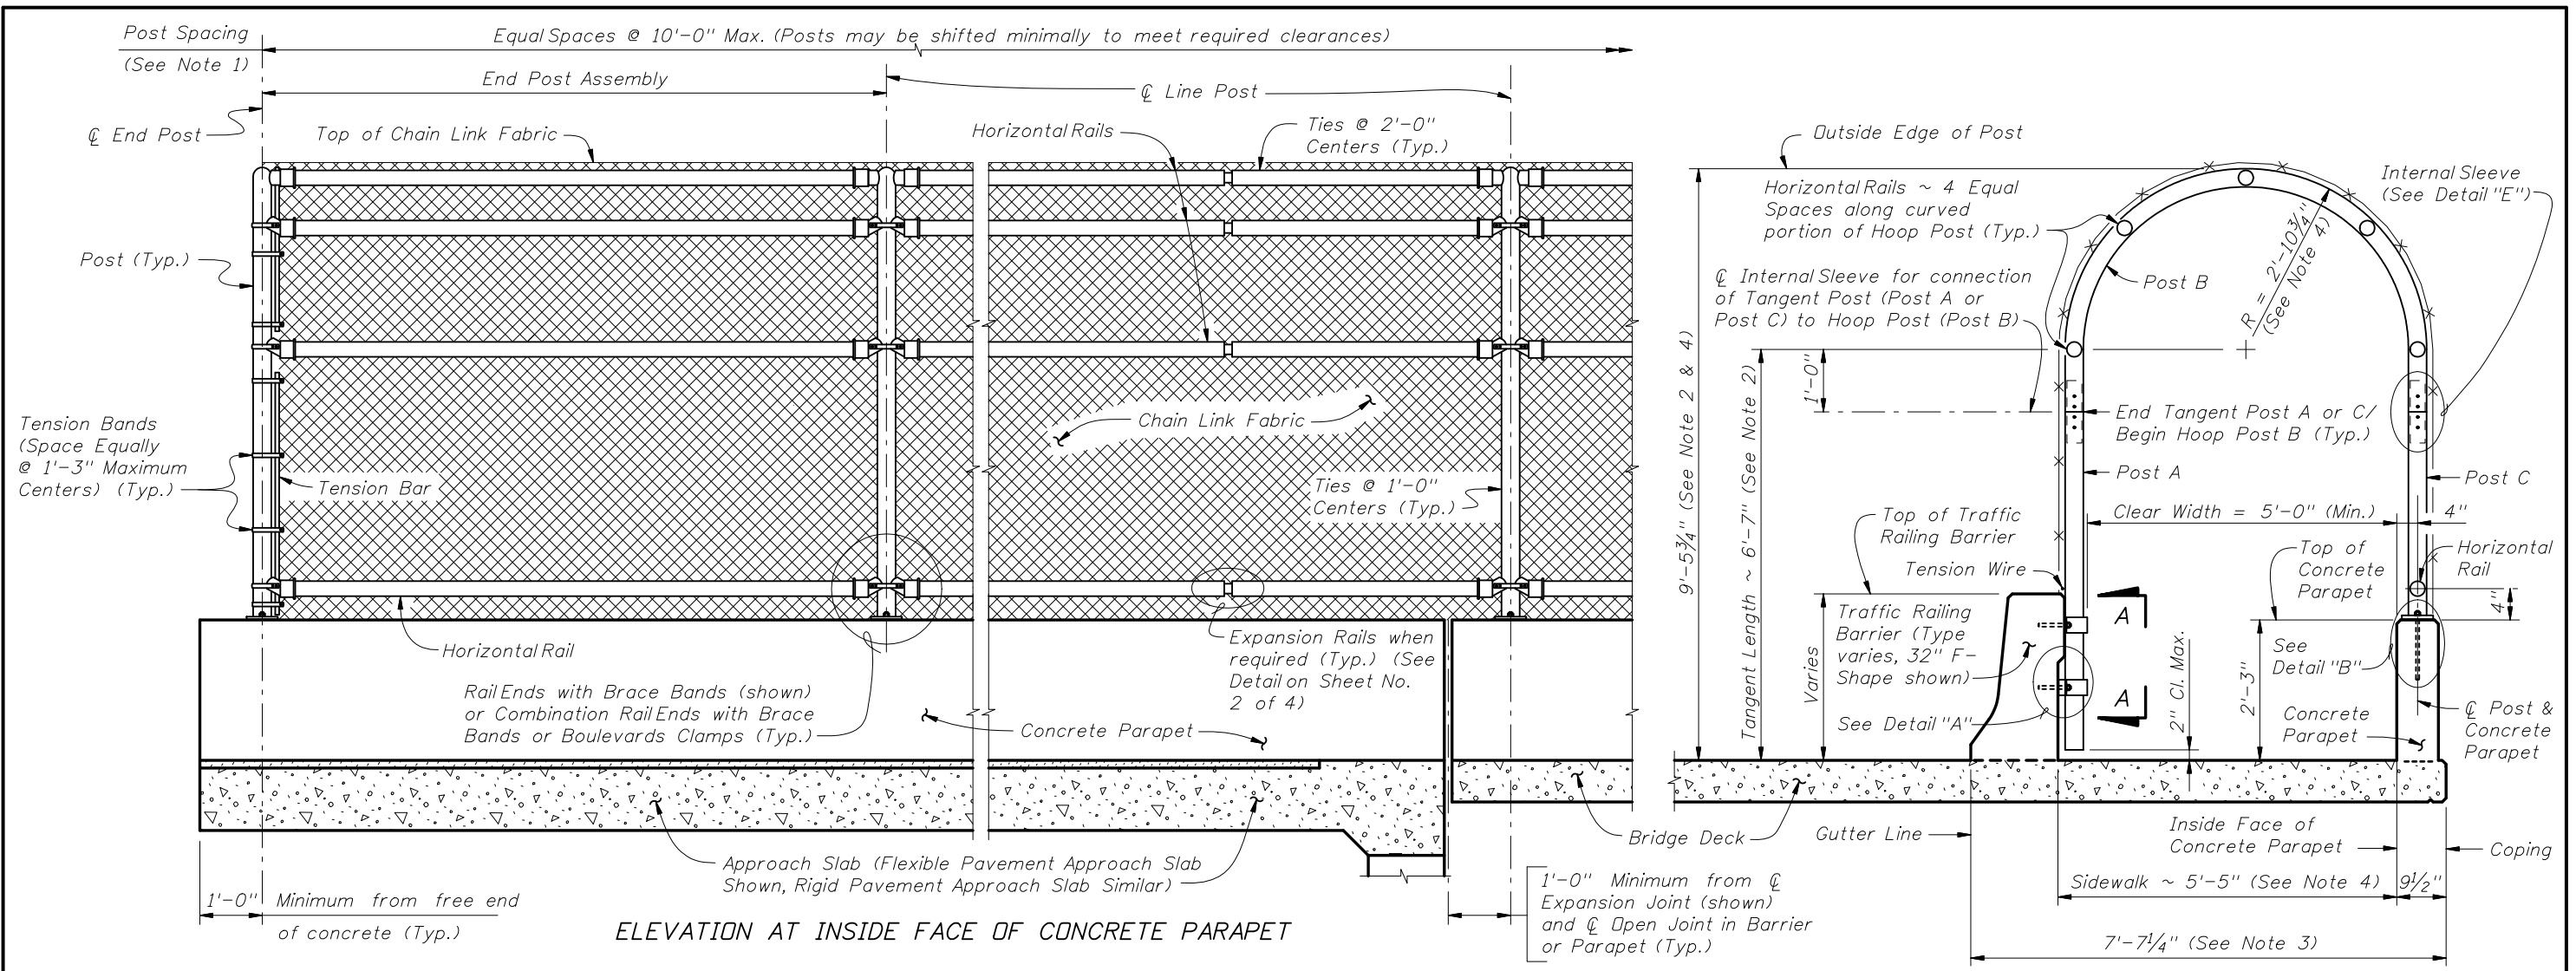 Post Spacing
(See Note 1)
Equal Spaces @ 10'-0" Max. (Posts may be shifted minimally to meet required clearances)
End Post Assembly
℄ Line Post
℄ End Post
Top of Chain Link Fabric
Horizontal Rails
Ties @ 2'-0"
Centers (Typ.)
Post (Typ.)
Tension Bands
(Space Equally
@ 1'-3" Maximum
Centers) (Typ.)
Tension Bar
Chain Link Fabric
Ties @ 1'-0"
Centers (Typ.)
Horizontal Rail
Rail Ends with Brace Bands (shown)
or Combination Rail Ends with Brace
Bands or Boulevards Clamps (Typ.)
Expansion Rails when
required (Typ.) (See
Detail on Sheet No.
2 of 4)
Concrete Parapet
Approach Slab (Flexible Pavement Approach Slab
Shown, Rigid Pavement Approach Slab Similar)
Bridge Deck
1'-0" Minimum from free end
of concrete (Typ.)
1'-0" Minimum from ℄
Expansion Joint (shown)
and ℄ Open Joint in Barrier
or Parapet (Typ.)
ELEVATION AT INSIDE FACE OF CONCRETE PARAPET
Outside Edge of Post
Horizontal Rails ~ 4 Equal
Spaces along curved
portion of Hoop Post (Typ.)
℄ Internal Sleeve for connection
of Tangent Post (Post A or
Post C) to Hoop Post (Post B)
Internal Sleeve
(See Detail "E")
R = 2'-10¾"
(See Note 4)
Post B
9'-5¾" (See Note 2 & 4)
Tangent Length ~ 6'-7" (See Note 2)
1'-0"
End Tangent Post A or C/
Begin Hoop Post B (Typ.)
Post A
Post C
Clear Width = 5'-0" (Min.)
4"
Top of Traffic
Railing Barrier
Tension Wire
Top of
Concrete
Parapet
Horizontal
Rail
4"
Traffic Railing
Barrier (Type
varies, 32" F-
Shape shown)
Varies
A
A
See Detail "A"
2" Cl. Max.
2'-3"
See
Detail "B"
Concrete
Parapet
℄ Post &
Concrete
Parapet
Gutter Line
Inside Face of
Concrete Parapet
Coping
Sidewalk ~ 5'-5" (See Note 4)
9½"
7'-7¼" (See Note 3)